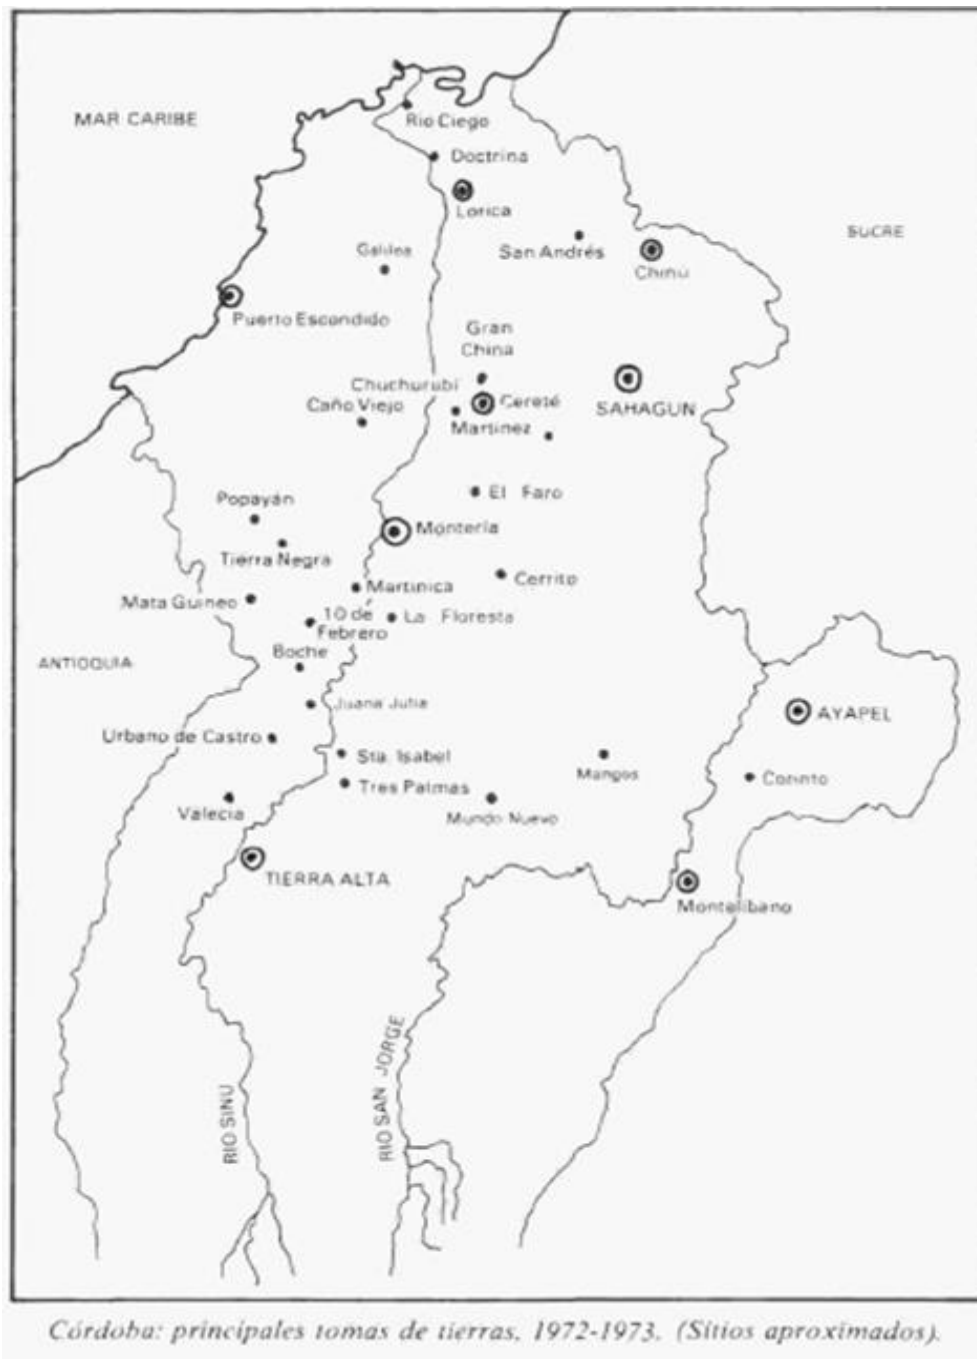 MAR CARIBE
Rio Ciego
Doctrina
Lorica
SUCRE
San Andrés
Chinú
Galilea
Puerto Escondido
Gran
China
Chuchurubí
Caño Viejo
Cereté
SAHAGUN
Martínez
El Faro
Popayán
Montería
Tierra Negra
Cerrito
Martinica
Mata Guineo
10 de
Febrero
La Floresta
Boche
ANTIOQUIA
Juana Julia
AYAPEL
Urbano de Castro
Sta. Isabel
Mangos
Corinto
Tres Palmas
Valecia
Mundo Nuevo
TIERRA ALTA
Montelíbano
RIO SINU
RIO SAN JORGE
Córdoba: principales tomas de tierras, 1972-1973. (Sitios aproximados).